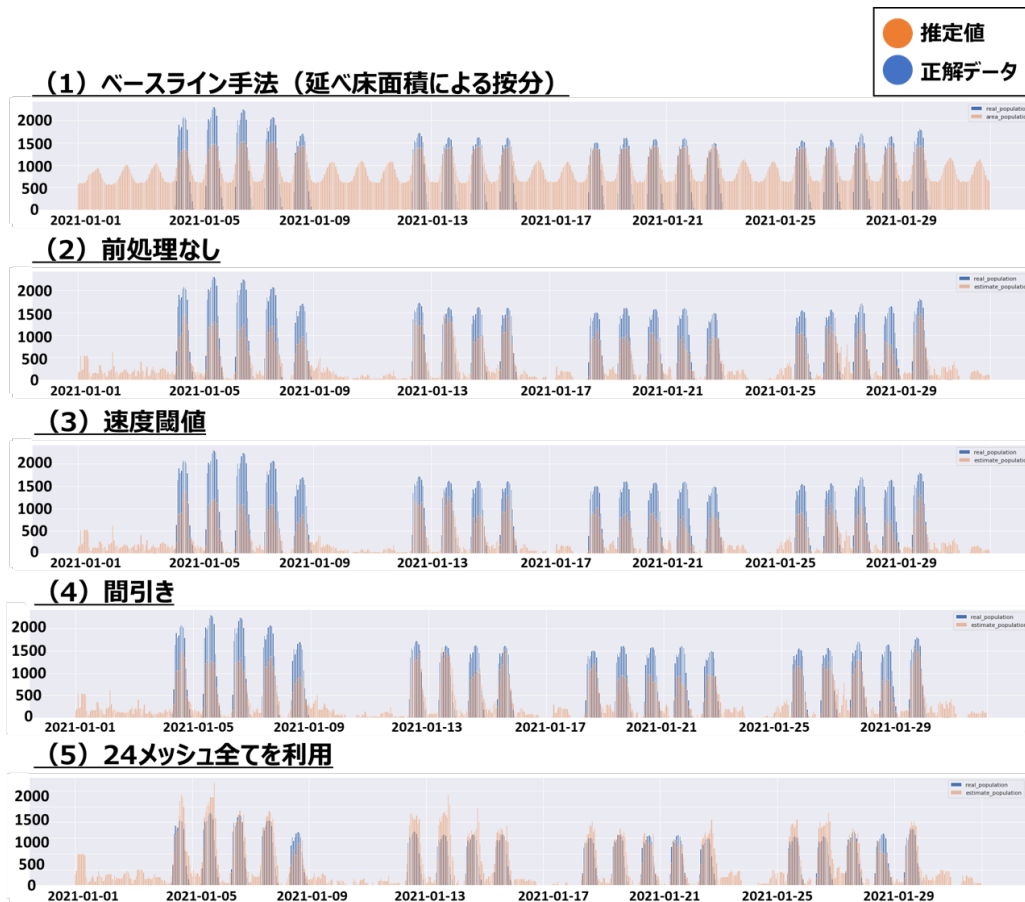 推定値
正解データ
（1）ベースライン手法（延べ床面積による按分）
real_population
area_population
2000
1500
1000
500
0
2021-01-01 2021-01-05 2021-01-09 2021-01-13 2021-01-17 2021-01-21 2021-01-25 2021-01-29
（2）前処理なし
real_population
estimate_population
2000
1500
1000
500
0
2021-01-01 2021-01-05 2021-01-09 2021-01-13 2021-01-17 2021-01-21 2021-01-25 2021-01-29
（3）速度閾値
real_population
estimate_population
2000
1500
1000
500
0
2021-01-01 2021-01-05 2021-01-09 2021-01-13 2021-01-17 2021-01-21 2021-01-25 2021-01-29
（4）間引き
real_population
estimate_population
2000
1500
1000
500
0
2021-01-01 2021-01-05 2021-01-09 2021-01-13 2021-01-17 2021-01-21 2021-01-25 2021-01-29
（5）24メッシュ全てを利用
real_population
estimate_population
2000
1500
1000
500
0
2021-01-01 2021-01-05 2021-01-09 2021-01-13 2021-01-17 2021-01-21 2021-01-25 2021-01-29